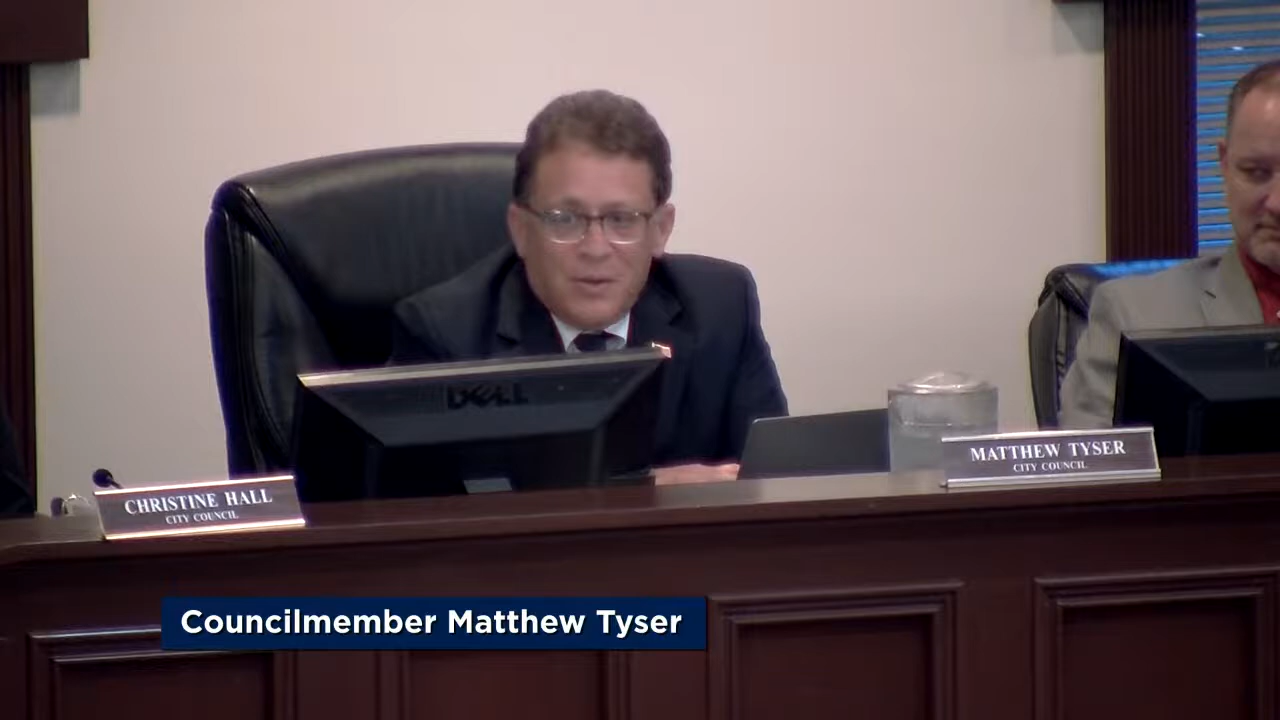 DELL
MATTHEW TYSER
CITY COUNCIL
CHRISTINE HALL
CITY COUNCIL
Councilmember Matthew Tyser